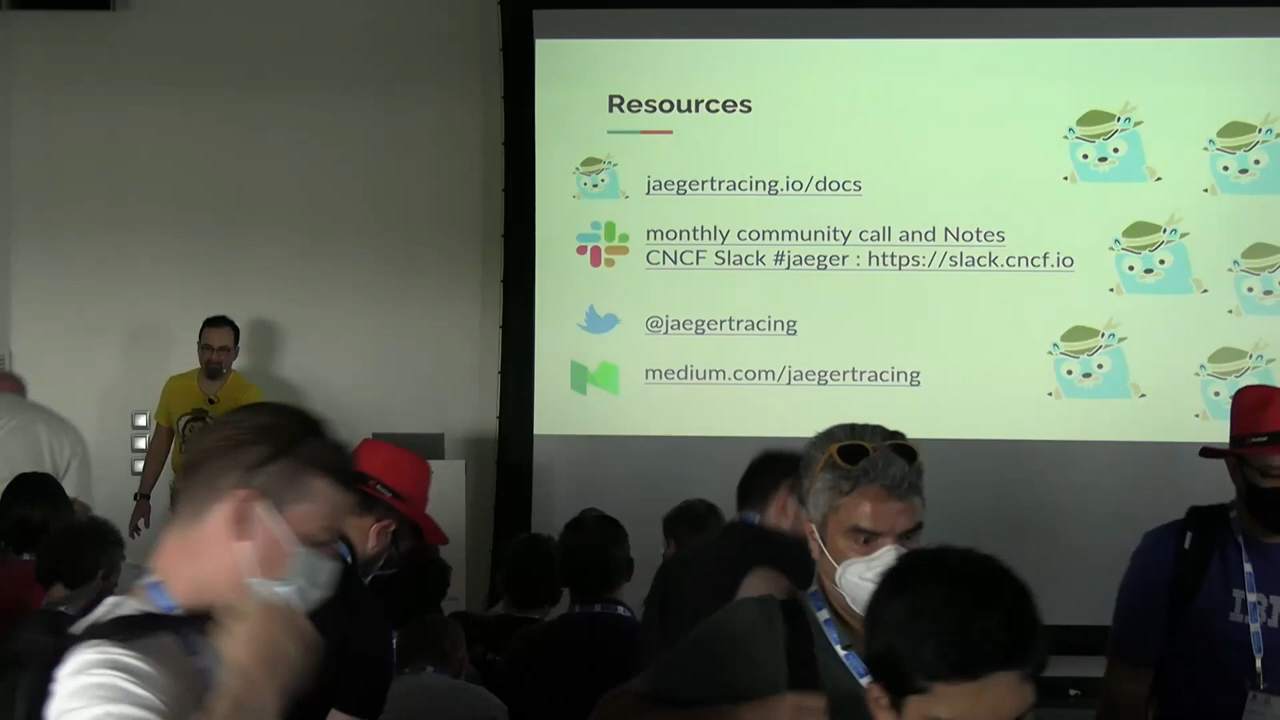 Resources
jaegertracing.io/docs
monthly community call and Notes
CNCF Slack #jaeger : https://slack.cncf.io
@jaegertracing
medium.com/jaegertracing
IBM